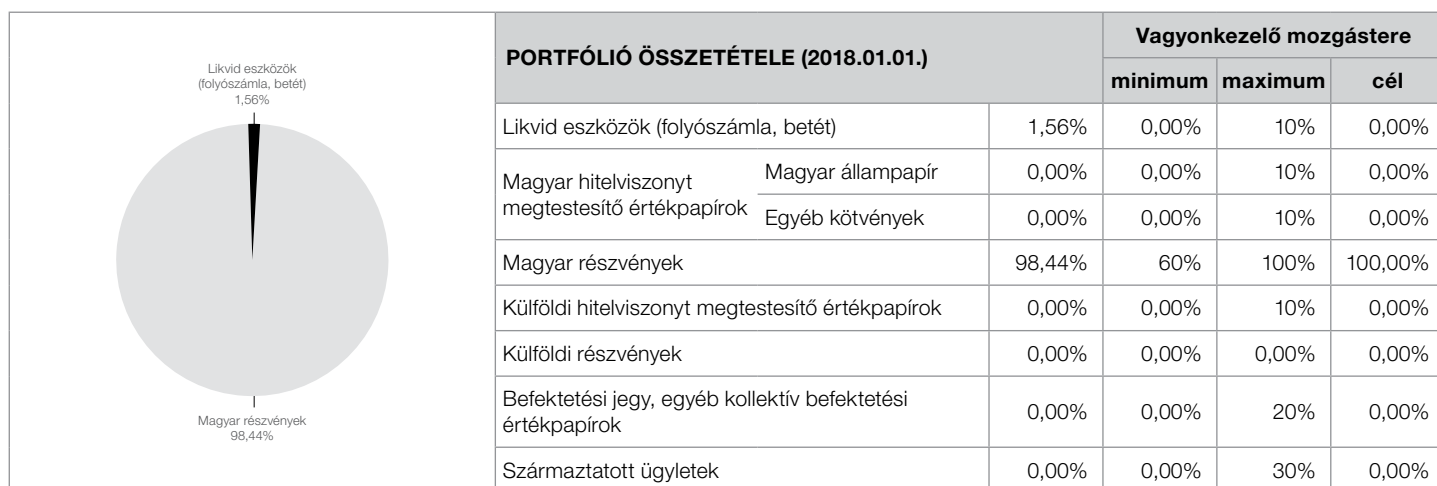 Likvid eszközök
(folyószámla, betét)
1,56%
Magyar részvények
98,44%
PORTFÓLIÓ ÖSSZETÉTELE (2018.01.01.) Vagyonkezelő mozgástere
minimum maximum cél
Likvid eszközök (folyószámla, betét) 1,56% 0,00% 10% 0,00%
Magyar hitelviszonyt
megtestesítő értékpapírok
Magyar állampapír 0,00% 0,00% 10% 0,00%
Egyéb kötvények 0,00% 0,00% 10% 0,00%
Magyar részvények 98,44% 60% 100% 100,00%
Külföldi hitelviszonyt megtestesítő értékpapírok 0,00% 0,00% 10% 0,00%
Külföldi részvények 0,00% 0,00% 0,00% 0,00%
Befektetési jegy, egyéb kollektív befektetési
értékpapírok 0,00% 0,00% 20% 0,00%
Származtatott ügyletek 0,00% 0,00% 30% 0,00%